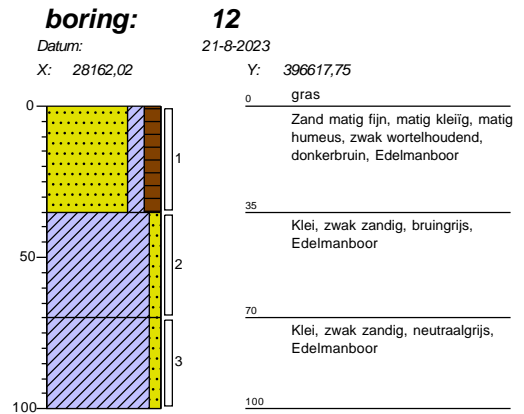 boring: 12
Datum: 21-8-2023
X: 28162,02 Y: 396617,75
0
50
100
1
2
3
0 gras
Zand matig fijn, matig kleiïg, matig
humeus, zwak wortelhoudend,
donkerbruin, Edelmanboor
35
Klei, zwak zandig, bruingrijs,
Edelmanboor
70
Klei, zwak zandig, neutraalgrijs,
Edelmanboor
100